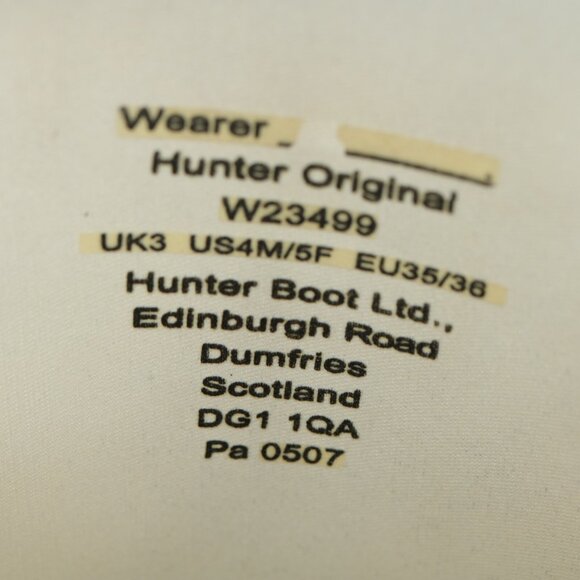 Wearer _ ________
Hunter Original
W23499
UK3 US4M/5F EU35/36
Hunter Boot Ltd.,
Edinburgh Road
Dumfries
Scotland
DG1 1QA
Pa 0507